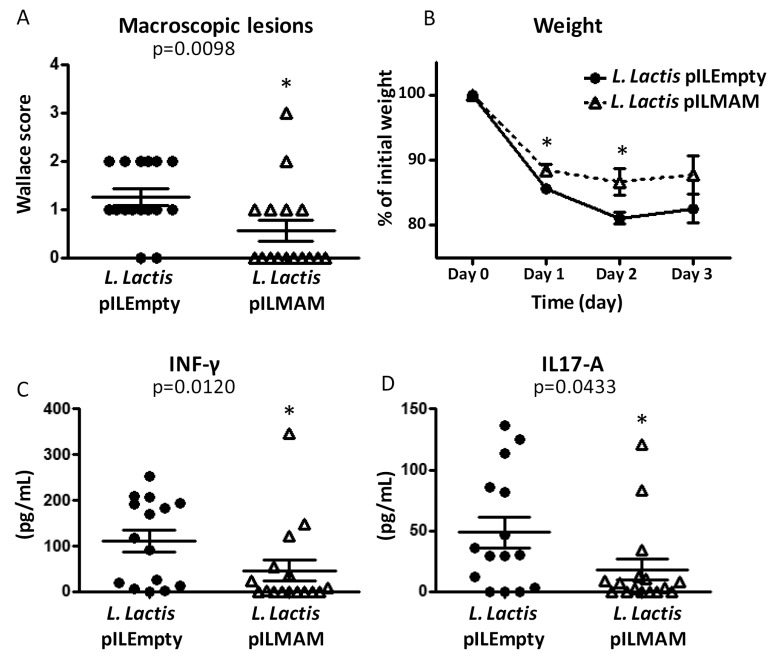 A
Macroscopic lesions
p=0.0098
*
Wallace score
4
3
2
1
0
L. Lactis
pILEmpty
L. Lactis
pILMAM
B
Weight
L. Lactis pILEmpty
L. Lactis pILMAM
% of initial weight
100
90
80
*
*
Day 0
Day 1
Day 2
Day 3
Time (day)
C
INF-γ
p=0.0120
*
(pg/mL)
400
300
200
100
0
L. Lactis
pILEmpty
L. Lactis
pILMAM
D
IL17-A
p=0.0433
*
(pg/mL)
150
100
50
0
L. Lactis
pILEmpty
L. Lactis
pILMAM